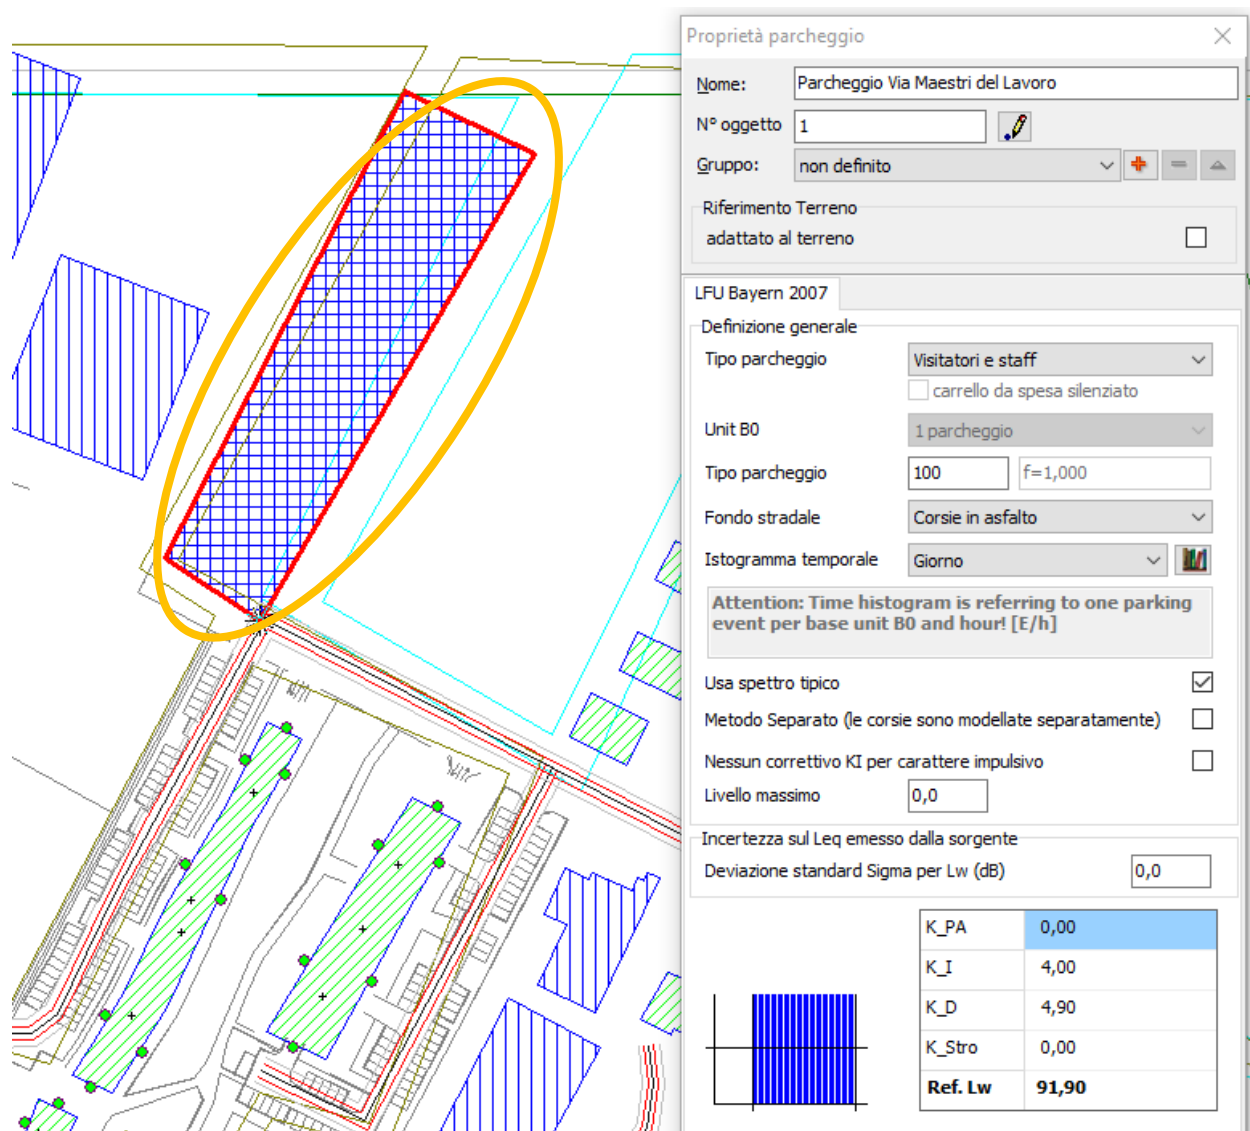 Proprietà parcheggio
Nome: Parcheggio Via Maestri del Lavoro
N° oggetto 1
Gruppo: non definito
Riferimento Terreno
adattato al terreno
LFU Bayern 2007
Definizione generale
Tipo parcheggio Visitatori e staff
carrello da spesa silenziato
Unit B0 1 parcheggio
Tipo parcheggio 100 f=1,000
Fondo stradale Corsie in asfalto
Istogramma temporale Giorno
Attention: Time histogram is referring to one parking
event per base unit B0 and hour! [E/h]
Usa spettro tipico
Metodo Separato (le corsie sono modellate separatamente)
Nessun correttivo KI per carattere impulsivo
Livello massimo 0,0
Incertezza sul Leq emesso dalla sorgente
Deviazione standard Sigma per Lw (dB) 0,0
K_PA 0,00
K_I 4,00
K_D 4,90
K_Stro 0,00
Ref. Lw 91,90